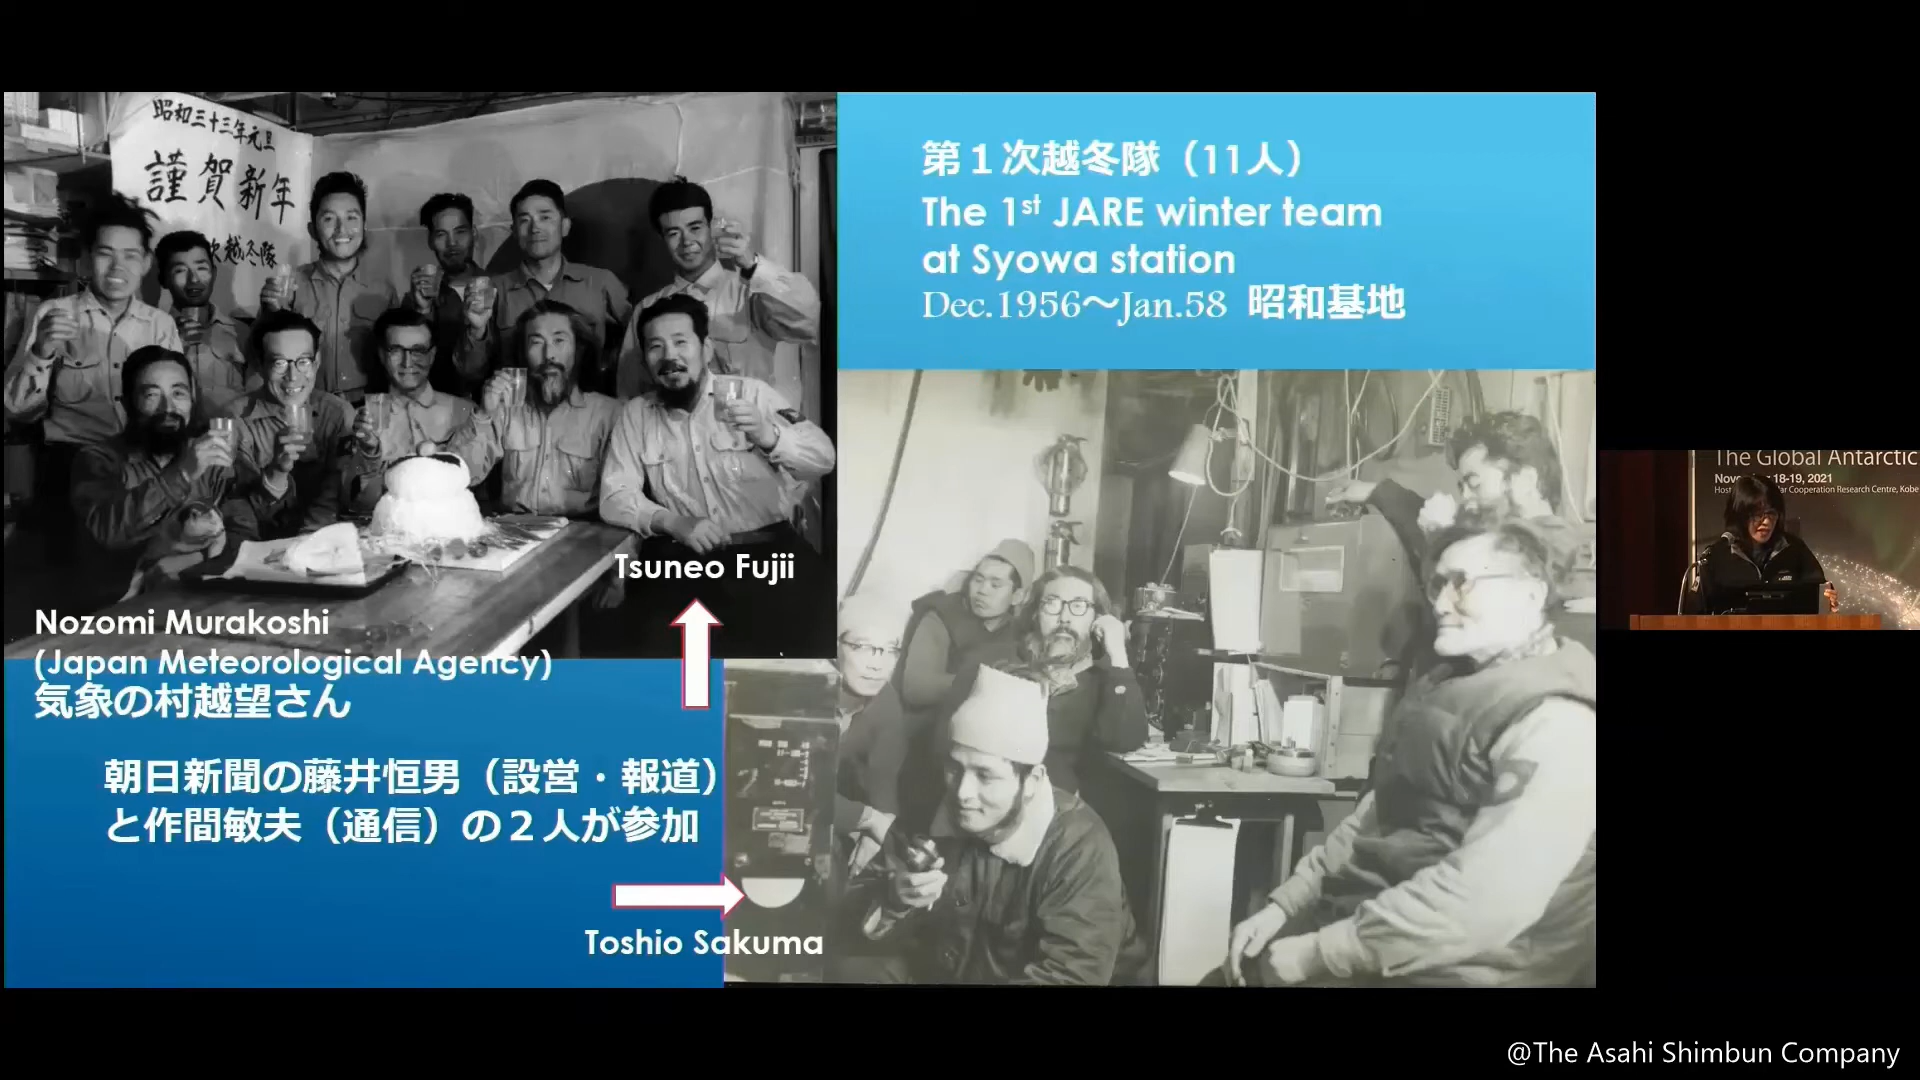 昭和三十三年元旦
謹賀新年
次越冬隊
第１次越冬隊（11人）
The 1st JARE winter team
at Syowa station
Dec.1956～Jan.58 昭和基地
Tsuneo Fujii
Nozomi Murakoshi
(Japan Meteorological Agency)
気象の村越望さん
朝日新聞の藤井恒男（設営・報道）
と作間敏夫（通信）の２人が参加
Toshio Sakuma
The Global Antarctic
18-19, 2021
Cooperation Research Centre, Kobe
@The Asahi Shimbun Company